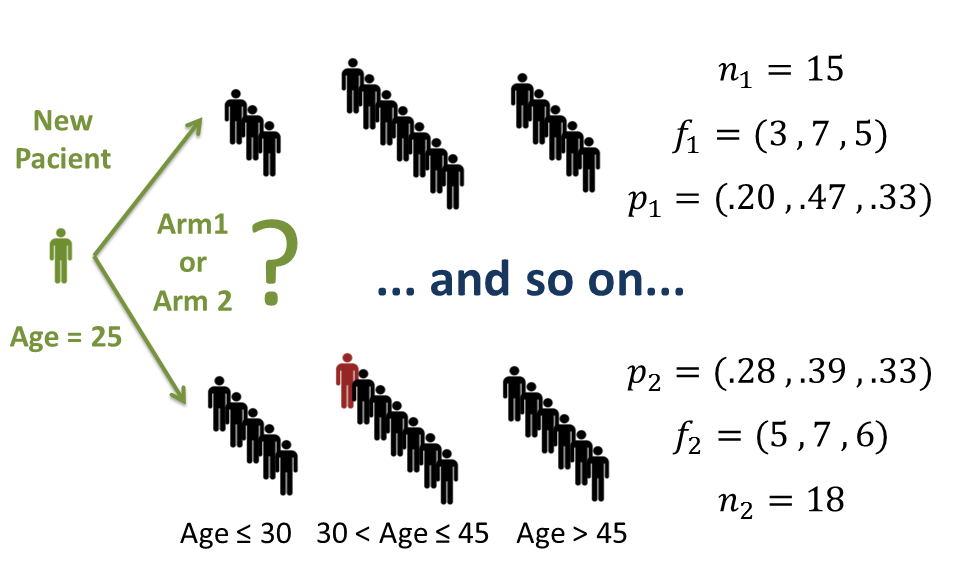 New
Pacient
Arm1
or
Arm 2
?
Age = 25
... and so on...
n₁ = 15
f₁ = (3 , 7 , 5)
p₁ = (.20 , .47 , .33)
p₂ = (.28 , .39 , .33)
f₂ = (5 , 7 , 6)
n₂ = 18
Age ≤ 30
30 < Age ≤ 45
Age > 45